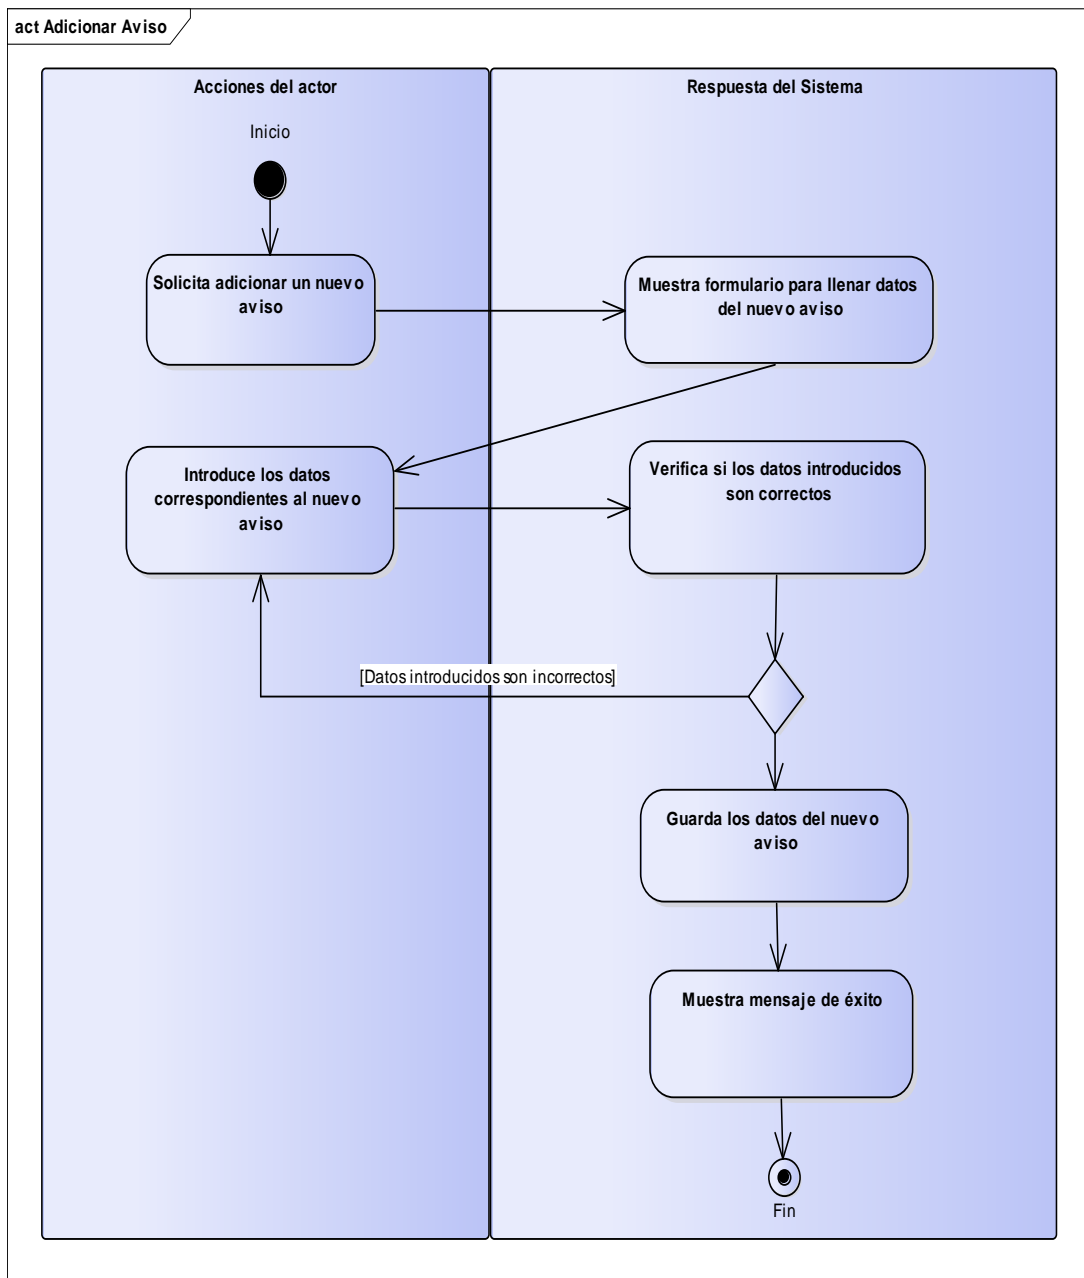 act Adicionar Aviso
Acciones del actor
Respuesta del Sistema
Inicio
Solicita adicionar un nuevo
aviso
Muestra formulario para llenar datos
del nuevo aviso
Introduce los datos
correspondientes al nuevo
aviso
Verifica si los datos introducidos
son correctos
[Datos introducidos son incorrectos]
Guarda los datos del nuevo
aviso
Muestra mensaje de éxito
Fin